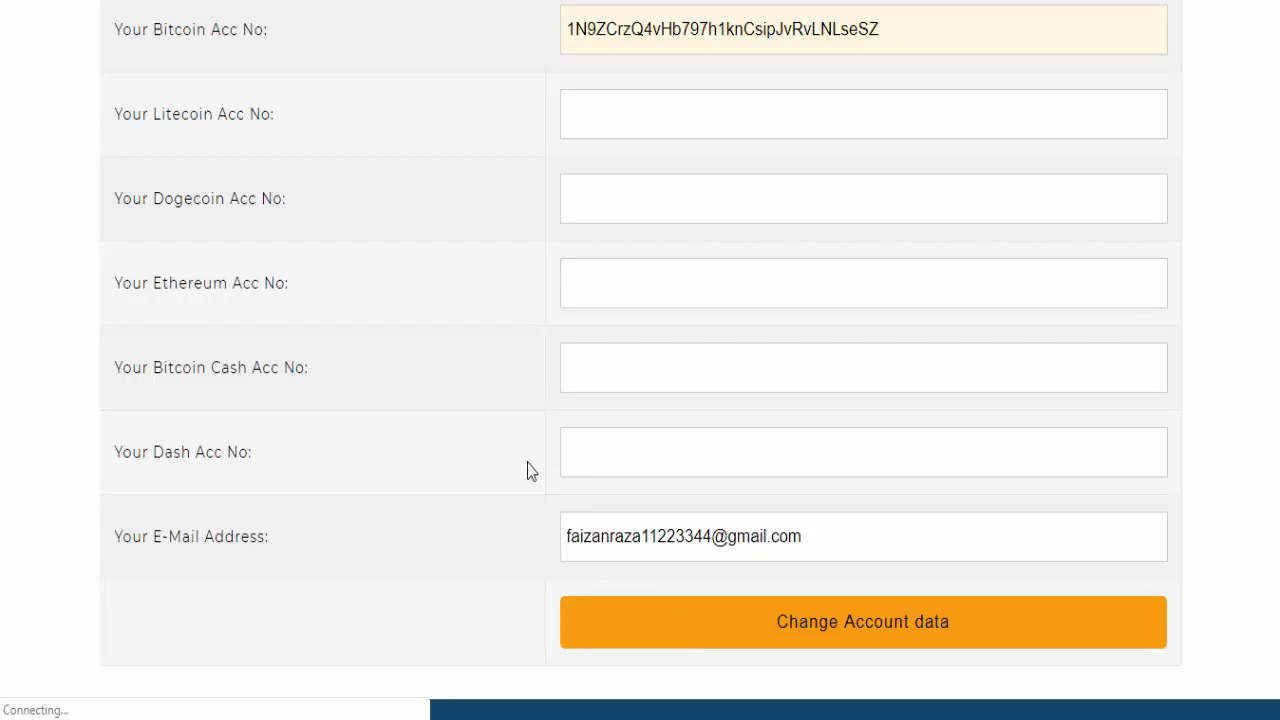 Your Bitcoin Acc No:
1N9ZCrzQ4vHb797h1knCsipJvRvLNLseSZ
Your Litecoin Acc No:
Your Dogecoin Acc No:
Your Ethereum Acc No:
Your Bitcoin Cash Acc No:
Your Dash Acc No:
Your E-Mail Address:
faizanraza11223344@gmail.com
Change Account data
Connecting...